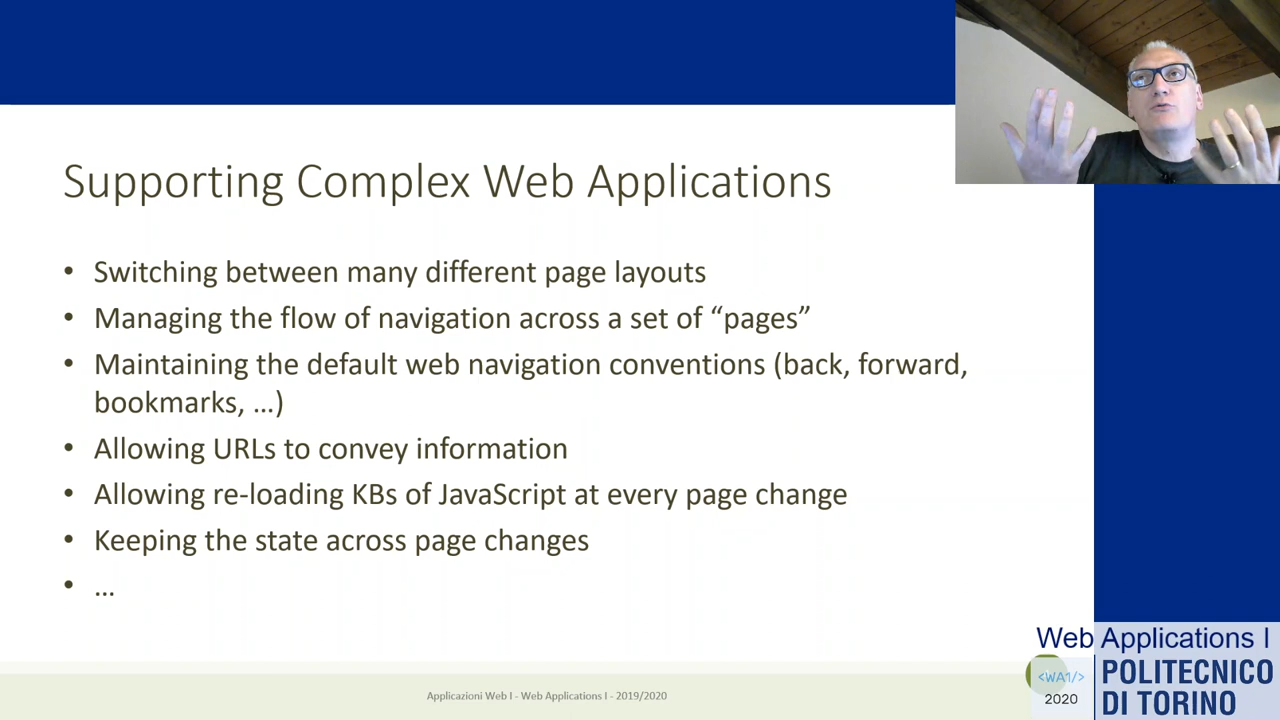 Supporting Complex Web Applications
• Switching between many different page layouts
• Managing the flow of navigation across a set of “pages”
• Maintaining the default web navigation conventions (back, forward,
bookmarks, …)
• Allowing URLs to convey information
• Allowing re-loading KBs of JavaScript at every page change
• Keeping the state across page changes
• …
Applicazioni Web I - Web Applications I - 2019/2020
Web Applications I
<WA1/>
2020
POLITECNICO
DI TORINO